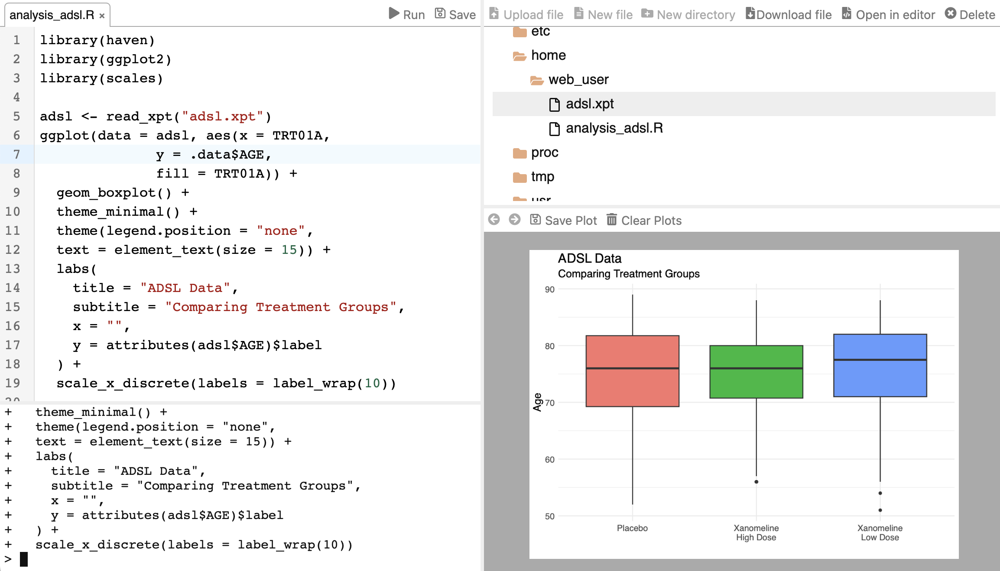 analysis_adsl.R ×
Run Save
1 library(haven)
2 library(ggplot2)
3 library(scales)
4
5 adsl <- read_xpt("adsl.xpt")
6 ggplot(data = adsl, aes(x = TRT01A,
7 y = .data$AGE,
8 fill = TRT01A)) +
9 geom_boxplot() +
10 theme_minimal() +
11 theme(legend.position = "none",
12 text = element_text(size = 15)) +
13 labs(
14 title = "ADSL Data",
15 subtitle = "Comparing Treatment Groups",
16 x = "",
17 y = attributes(adsl$AGE)$label
18 ) +
19 scale_x_discrete(labels = label_wrap(10))
20
+ theme_minimal() +
+ theme(legend.position = "none",
+ text = element_text(size = 15)) +
+ labs(
+ title = "ADSL Data",
+ subtitle = "Comparing Treatment Groups",
+ x = "",
+ y = attributes(adsl$AGE)$label
+ ) +
+ scale_x_discrete(labels = label_wrap(10))
>
Upload file New file New directory Download file Open in editor Delete
etc
home
web_user
adsl.xpt
analysis_adsl.R
proc
tmp
usr
Save Plot Clear Plots
ADSL Data
Comparing Treatment Groups
90
80
70
60
50
Age
Placebo
Xanomeline
High Dose
Xanomeline
Low Dose